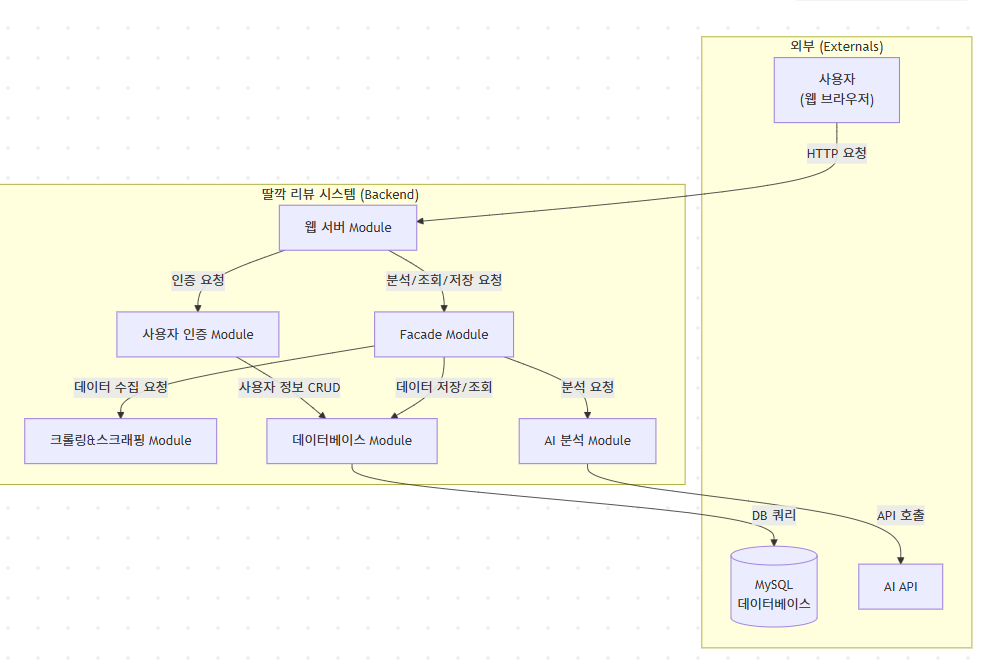 외부 (Externals)
사용자
(웹 브라우저)
HTTP 요청
딸깍 리뷰 시스템 (Backend)
웹 서버 Module
인증 요청
분석/조회/저장 요청
사용자 인증 Module
Facade Module
데이터 수집 요청
사용자 정보 CRUD
데이터 저장/조회
분석 요청
크롤링&스크래핑 Module
데이터베이스 Module
AI 분석 Module
DB 쿼리
API 호출
MySQL
데이터베이스
AI API